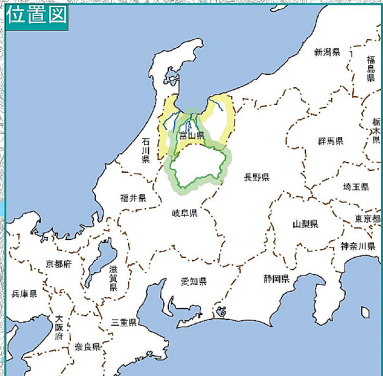 位置図
新潟県
福島県
富山県
石川県
群馬県
栃木県
長野県
埼玉県
福井県
岐阜県
東京都
山梨県
神奈川県
京都府
滋賀県
愛知県
静岡県
兵庫県
大阪府
三重県
奈良県